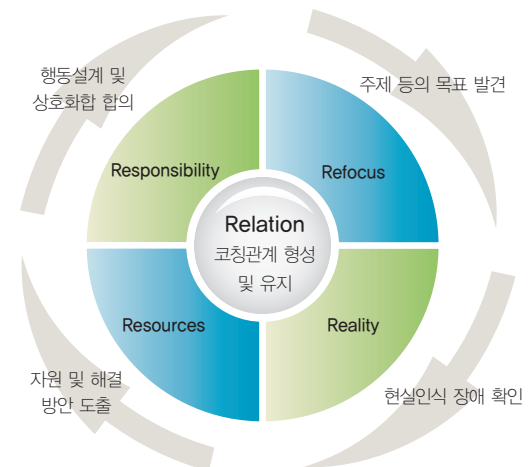 행동설계 및
상호화합 합의
주제 등의 목표 발견
Responsibility
Refocus
Relation
코칭관계 형성
및 유지
Resources
Reality
자원 및 해결
방안 도출
현실인식 장애 확인